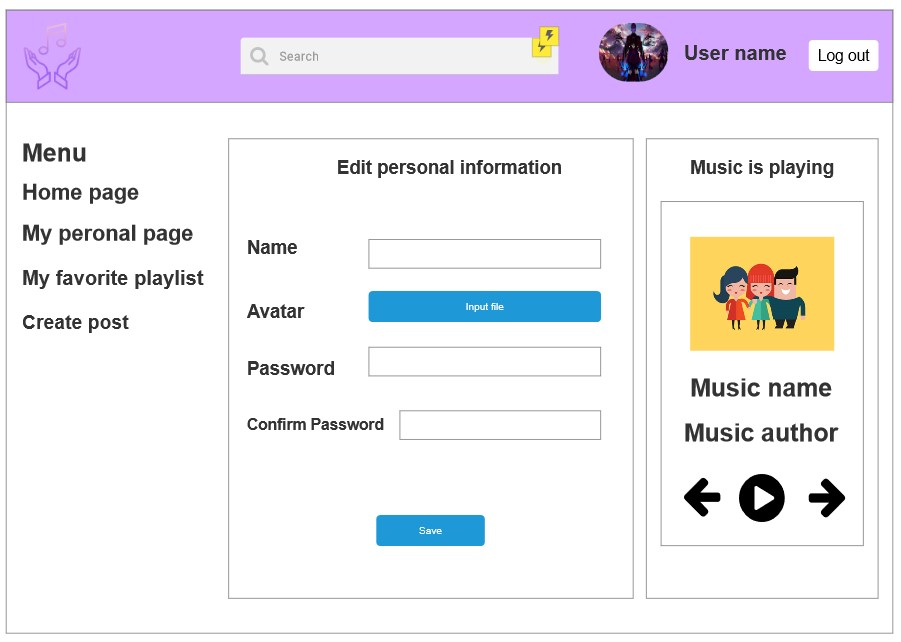 Search
User name
Log out
Menu
Home page
My peronal page
My favorite playlist
Create post
Edit personal information
Name
Avatar
Input file
Password
Confirm Password
Save
Music is playing
Music name
Music author